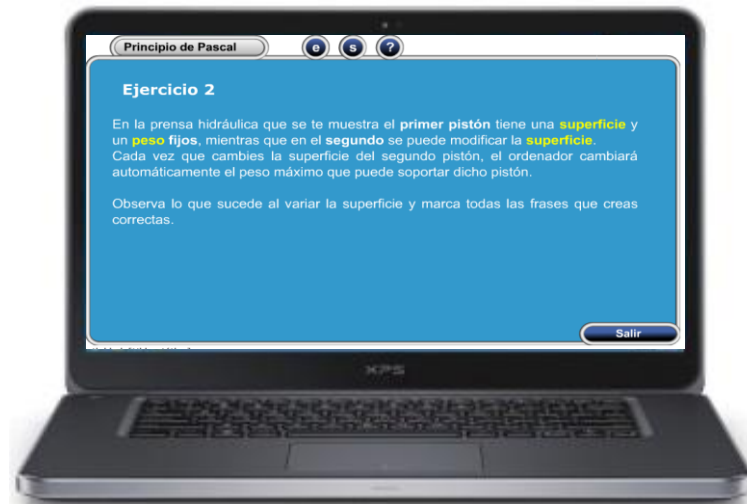 Principio de Pascal
e s ?
Ejercicio 2
En la prensa hidráulica que se te muestra el primer pistón tiene una superficie y
un peso fijos, mientras que en el segundo se puede modificar la superficie.
Cada vez que cambies la superficie del segundo pistón, el ordenador cambiará
automáticamente el peso máximo que puede soportar dicho pistón.
Observa lo que sucede al variar la superficie y marca todas las frases que creas
correctas.
Salir
XPS